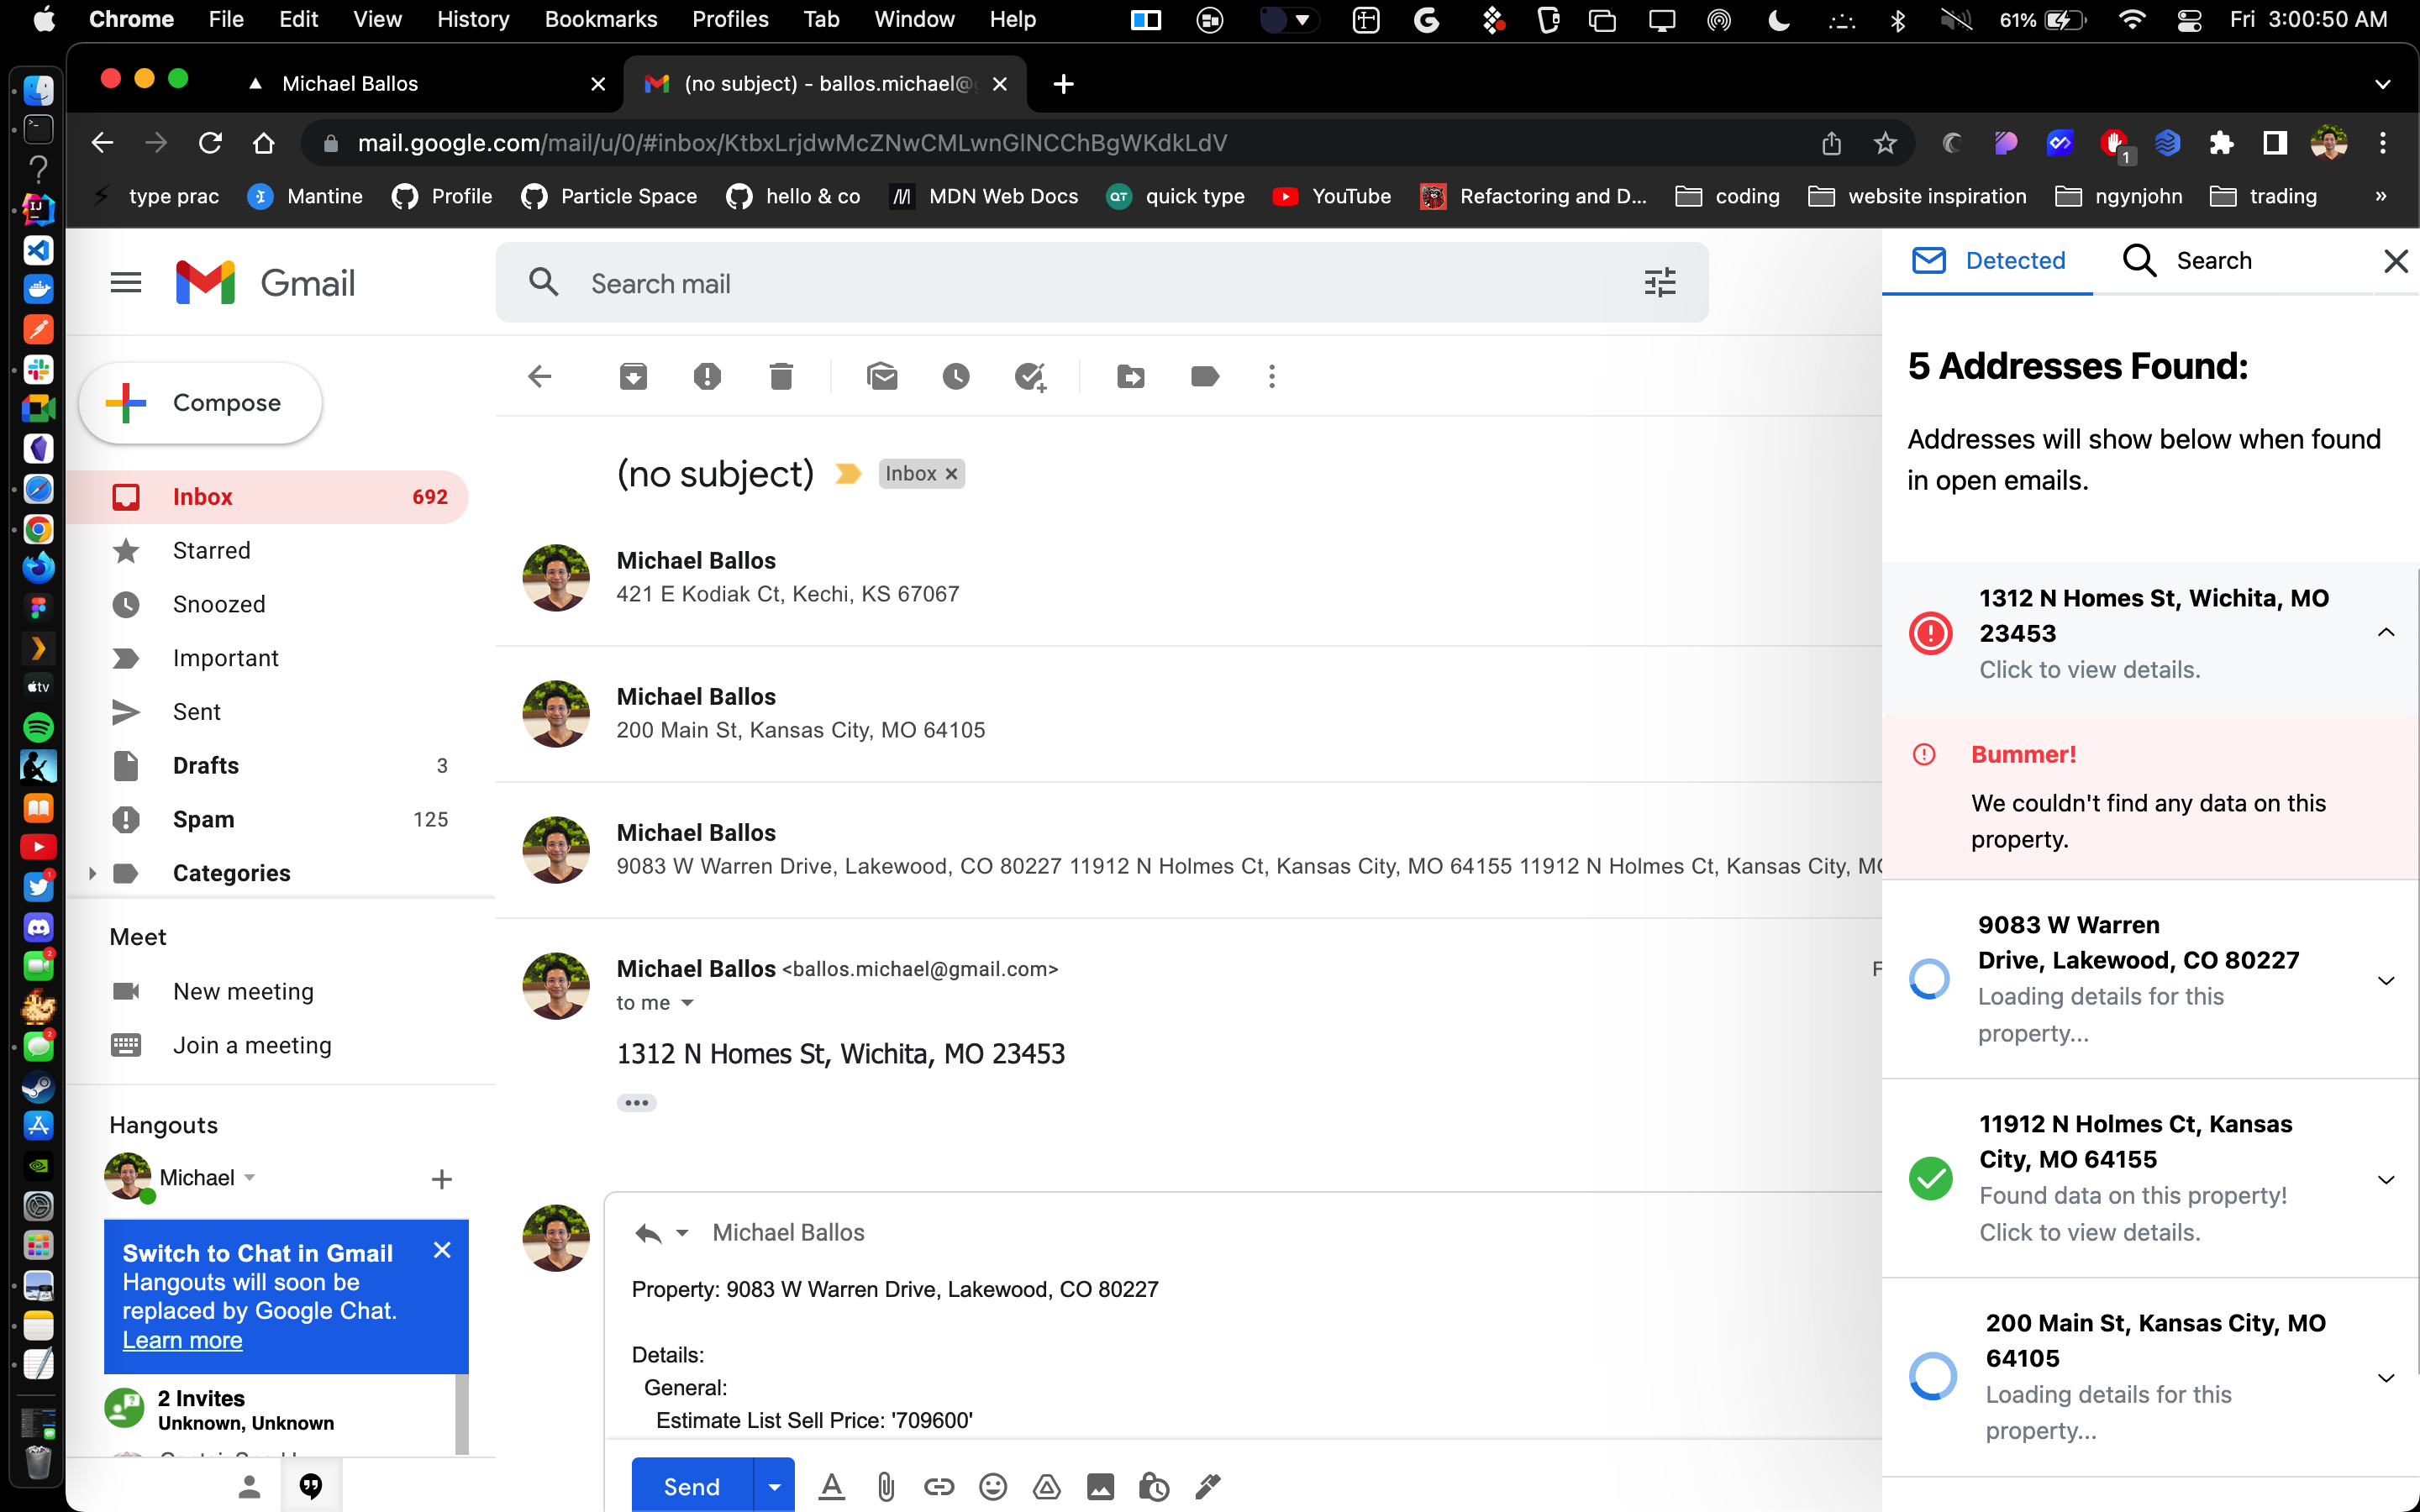 Chrome File Edit View History Bookmarks Profiles Tab Window Help 61% Fri 3:00:50 AM
Michael Ballos
(no subject) - ballos.michael@
mail.google.com/mail/u/0/#inbox/KtbxLrjdwMcZNwCMLwnGlNCChBgWKdkLdV
1
type prac Mantine Profile Particle Space hello & co MDN Web Docs QT quick type YouTube Refactoring and D... coding website inspiration ngynjohn trading »
Gmail
Search mail
Compose
Inbox 692
Starred
Snoozed
Important
Sent
Drafts 3
Spam 125
Categories
Meet
New meeting
Join a meeting
Hangouts
Michael
Switch to Chat in Gmail
Hangouts will soon be
replaced by Google Chat.
Learn more
2 Invites
Unknown, Unknown
(no subject) Inbox
Michael Ballos
421 E Kodiak Ct, Kechi, KS 67067
Michael Ballos
200 Main St, Kansas City, MO 64105
Michael Ballos
9083 W Warren Drive, Lakewood, CO 80227 11912 N Holmes Ct, Kansas City, MO 64155 11912 N Holmes Ct, Kansas City, MO
Michael Ballos <ballos.michael@gmail.com>
to me
1312 N Homes St, Wichita, MO 23453
Michael Ballos
Property: 9083 W Warren Drive, Lakewood, CO 80227
Details:
General:
Estimate List Sell Price: '709600'
Send
Detected Search
5 Addresses Found:
Addresses will show below when found
in open emails.
1312 N Homes St, Wichita, MO
23453
Click to view details.
Bummer!
We couldn't find any data on this
property.
9083 W Warren
Drive, Lakewood, CO 80227
Loading details for this
property...
11912 N Holmes Ct, Kansas
City, MO 64155
Found data on this property!
Click to view details.
200 Main St, Kansas City, MO
64105
Loading details for this
property...